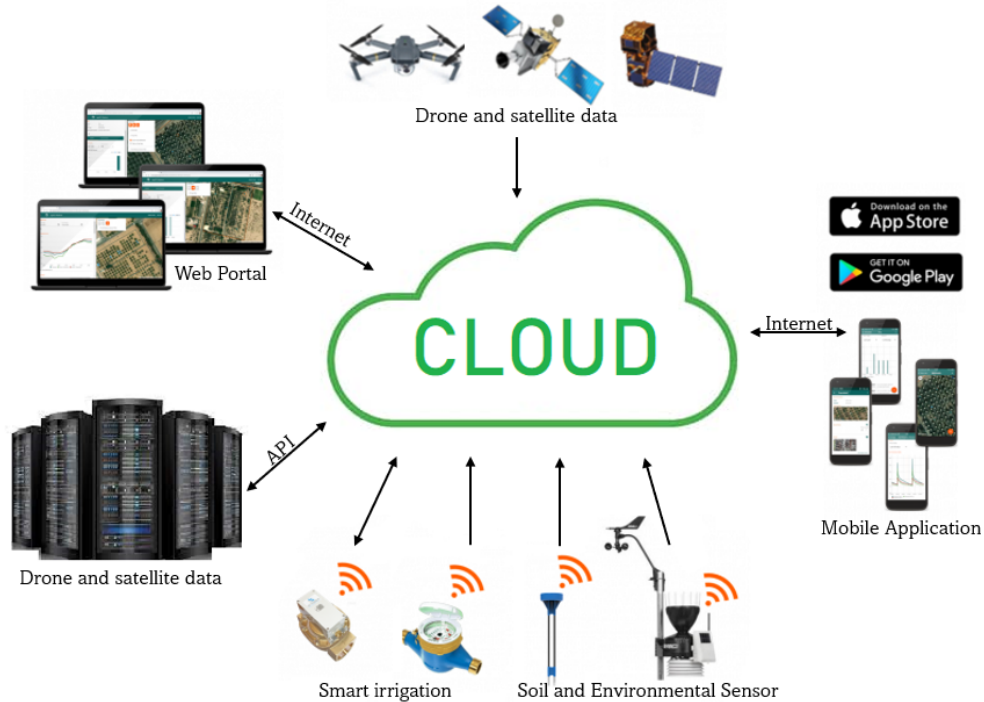 Drone and satellite data
Internet
Web Portal
CLOUD
Download on the
App Store
GET IT ON
Google Play
Internet
Mobile Application
API
Drone and satellite data
Smart irrigation
Soil and Environmental Sensor